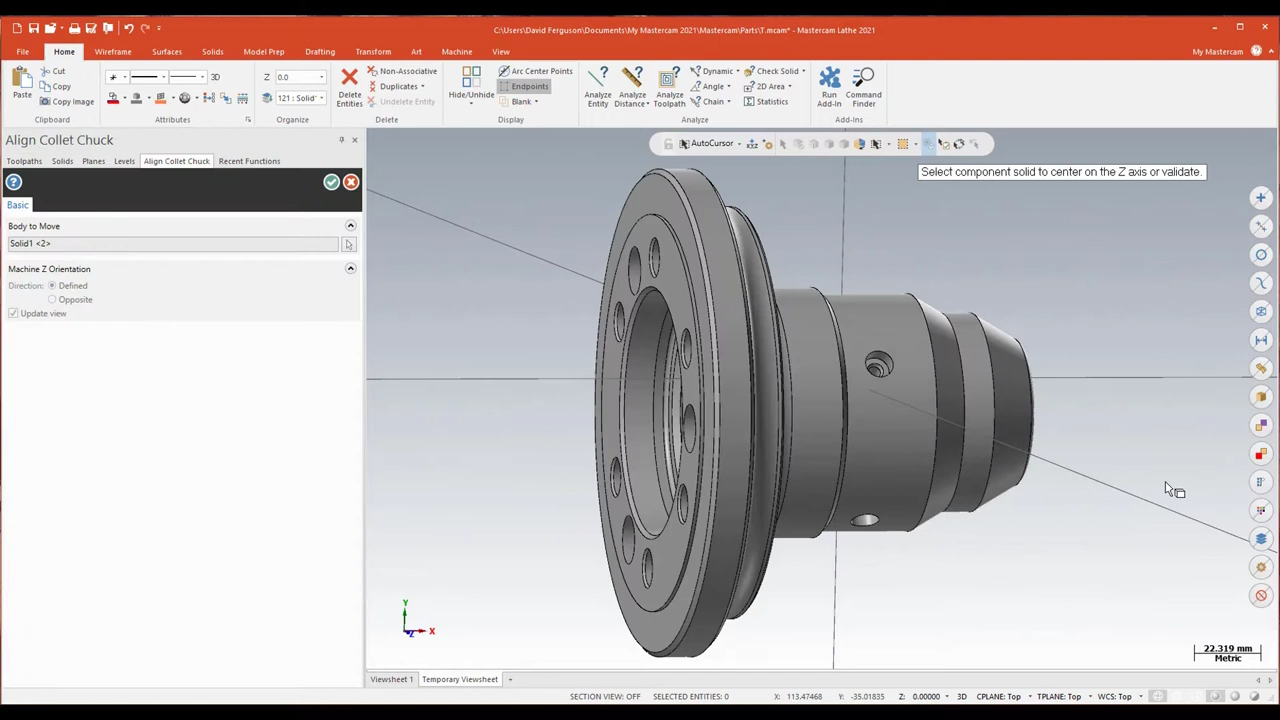 C:\Users\David Ferguson\Documents\My Mastercam 2021\Mastercam\Parts\T.mcam* - Mastercam Lathe 2021
File Home Wireframe Surfaces Solids Model Prep Drafting Transform Art Machine View My Mastercam
Paste Cut Copy Copy Image
Clipboard
3D
Attributes
Z 0.0
121 : Solid
Organize
Delete Entities Non-Associative Duplicates Undelete Entity
Delete
Hide/Unhide Arc Center Points Endpoints Blank
Display
Analyze Entity Analyze Distance Analyze Toolpath Dynamic Angle Chain Check Solid 2D Area Statistics
Analyze
Run Add-In Command Finder
Add-Ins
Align Collet Chuck
Toolpaths Solids Planes Levels Align Collet Chuck Recent Functions
Basic
Body to Move
Solid1 <2>
Machine Z Orientation
Direction: Defined
Opposite
Update view
AutoCursor
Select component solid to center on the Z axis or validate.
Y
X
Z
22.319 mm
Metric
Viewsheet 1 Temporary Viewsheet +
SECTION VIEW: OFF SELECTED ENTITIES: 0 X: 113.47468 Y: -35.01835 Z: 0.00000 3D CPLANE: Top TPLANE: Top WCS: Top